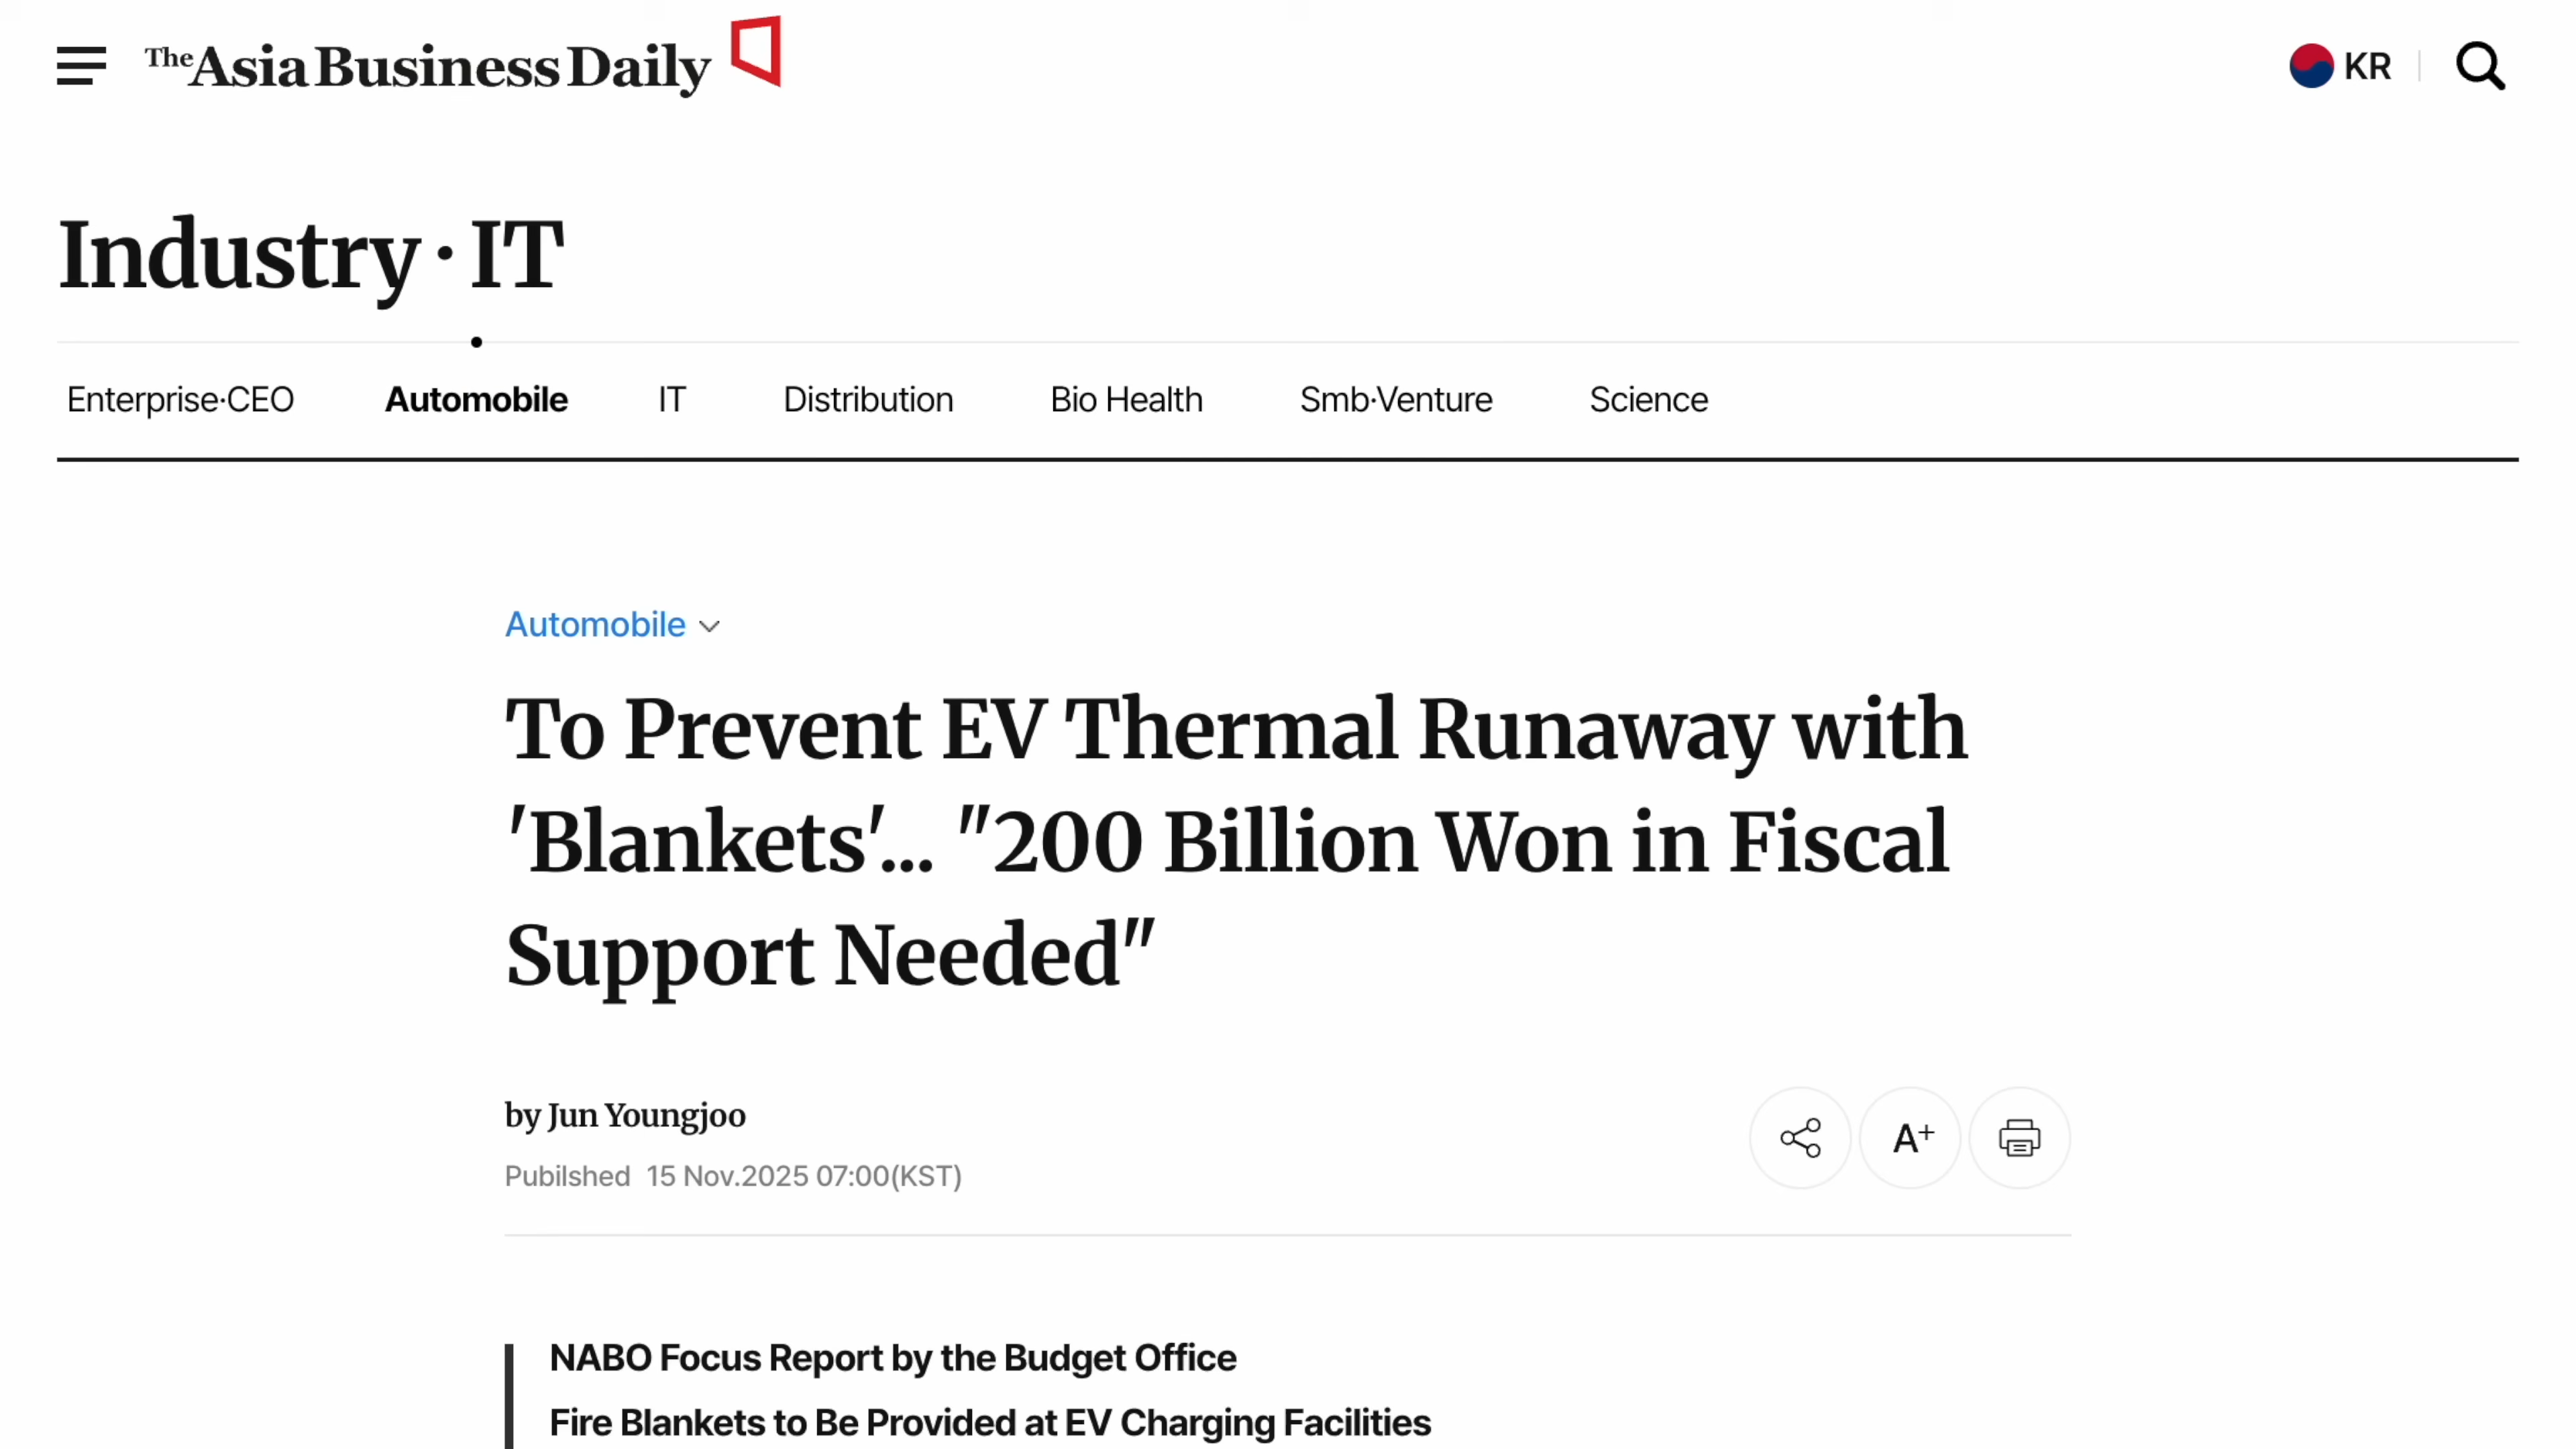 The Asia Business Daily
KR
Industry·IT
Enterprise·CEO Automobile IT Distribution Bio Health Smb·Venture Science
Automobile
To Prevent EV Thermal Runaway with
'Blankets'... "200 Billion Won in Fiscal
Support Needed"
by Jun Youngjoo
Pubilshed 15 Nov.2025 07:00(KST)
A+
NABO Focus Report by the Budget Office
Fire Blankets to Be Provided at EV Charging Facilities